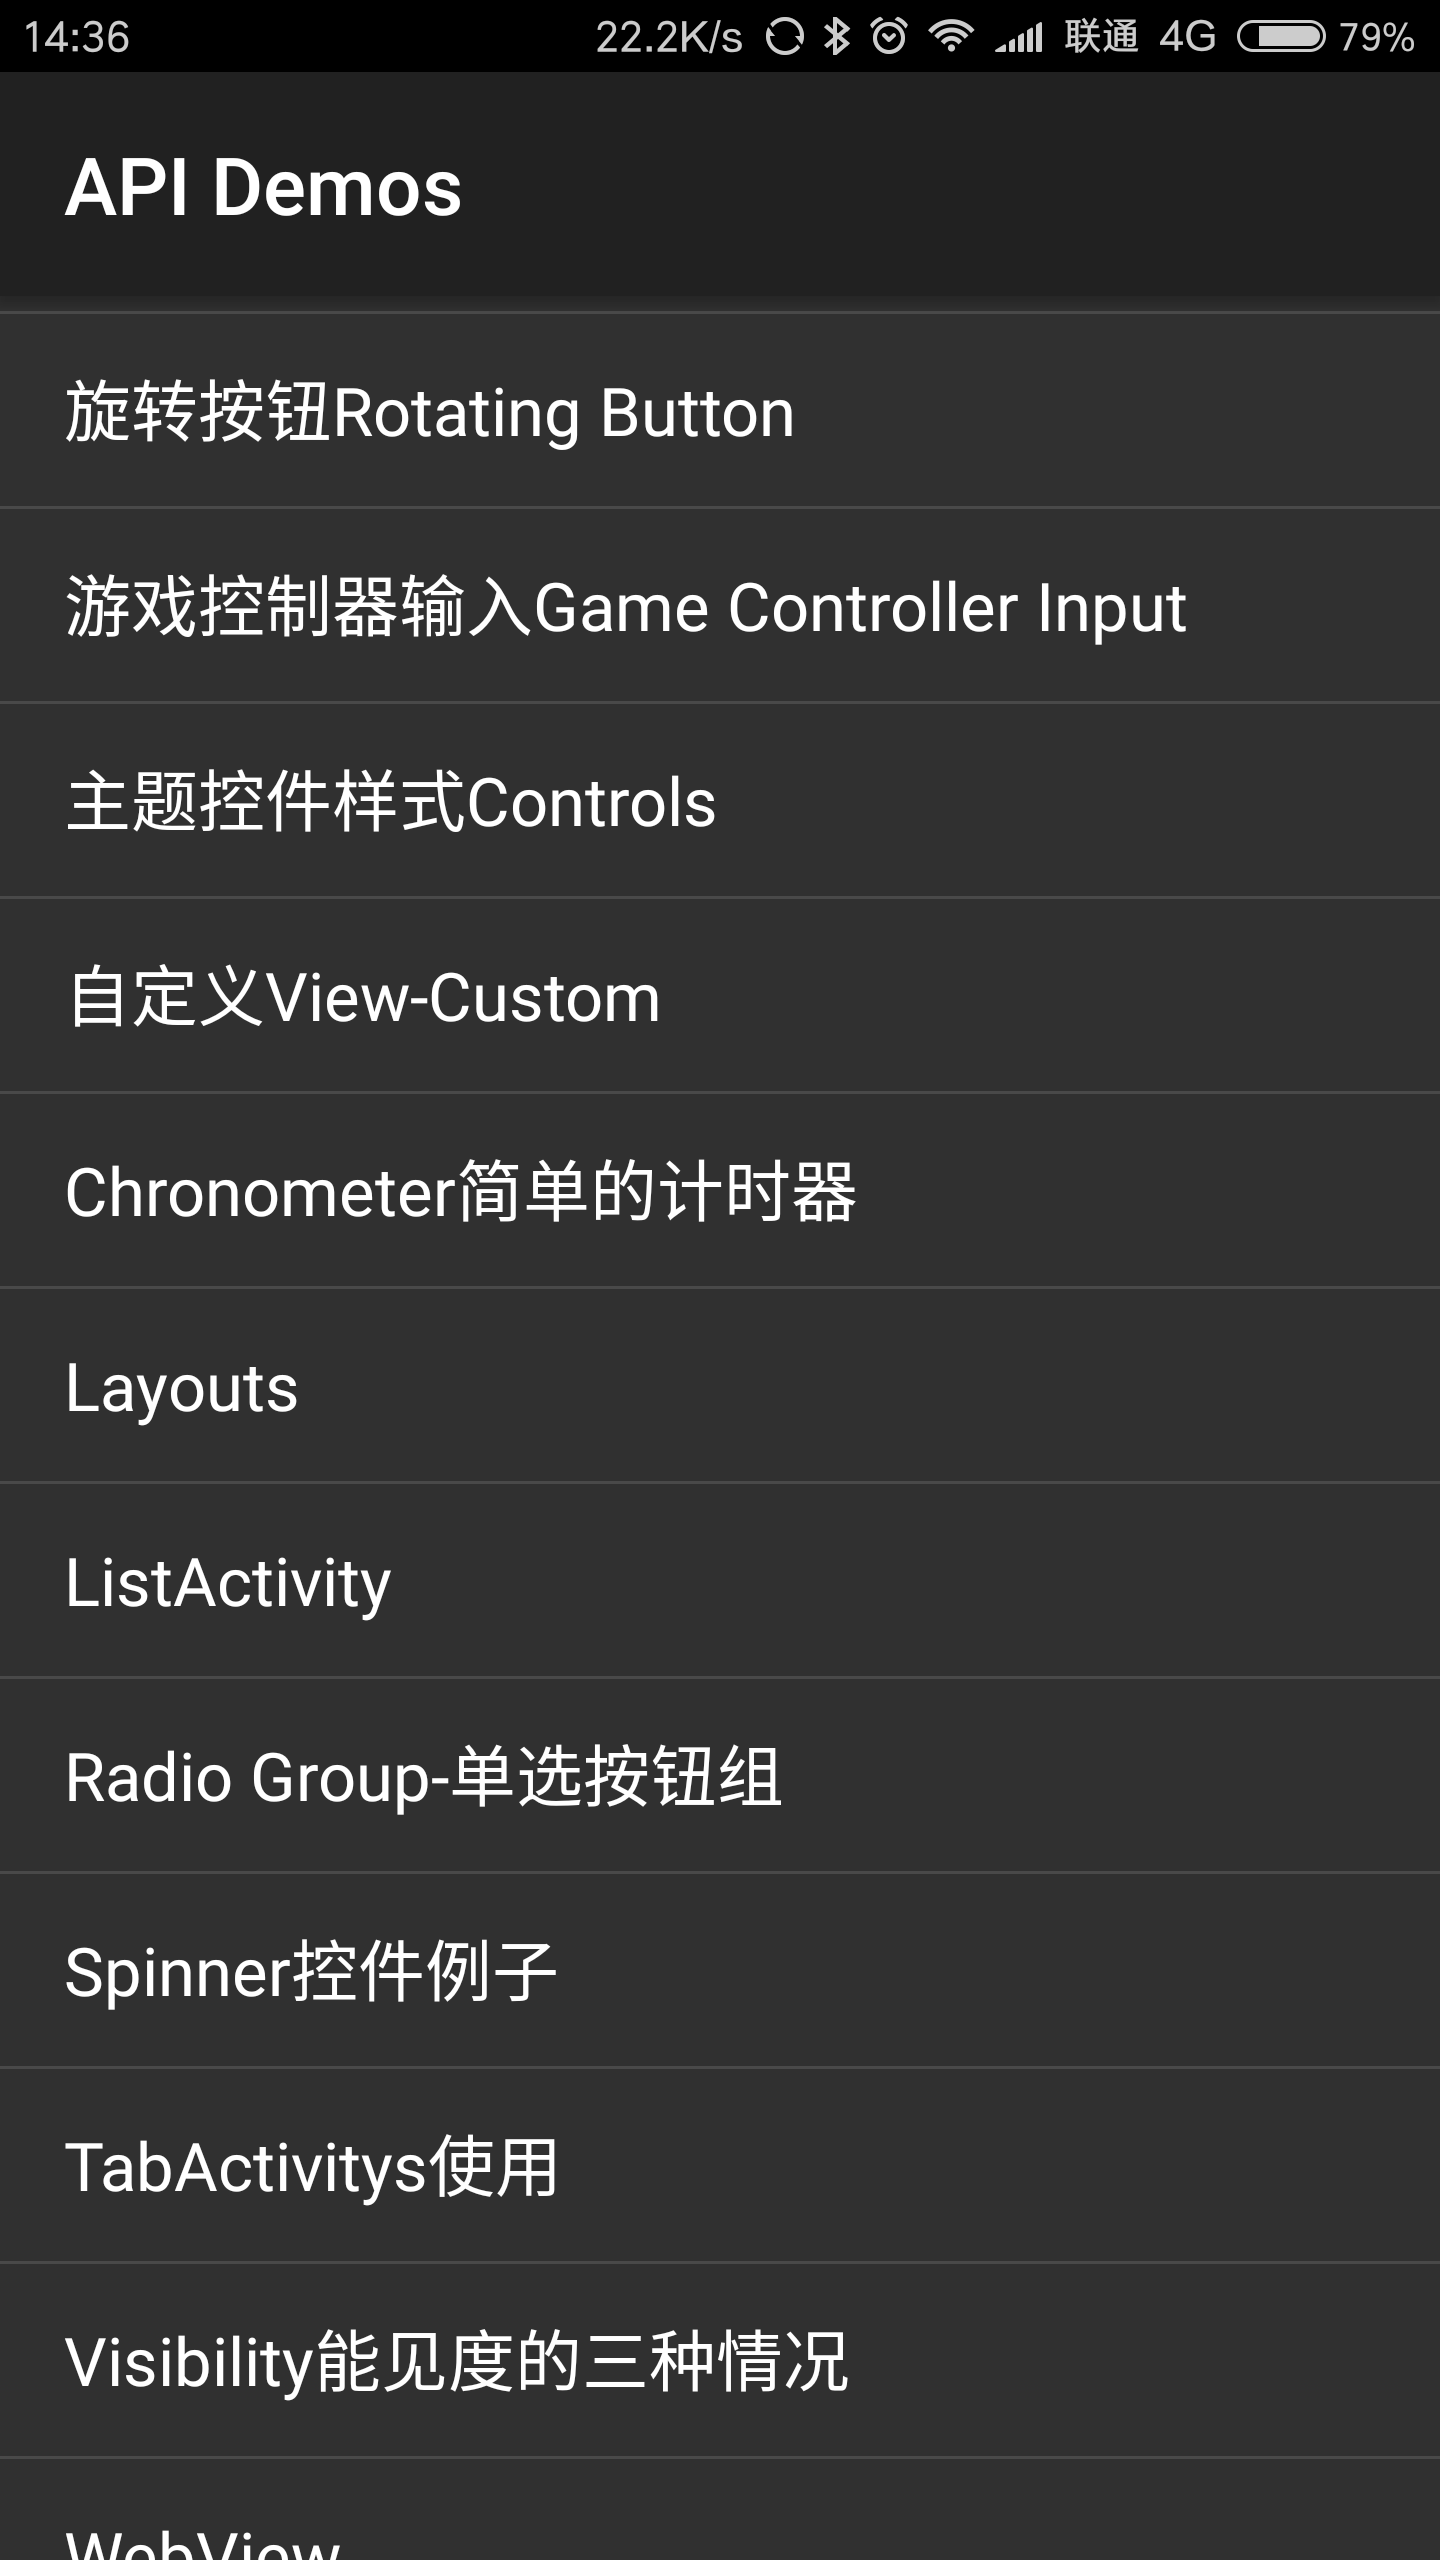 14:36 22.2K/s 联通 4G 79%
API Demos
旋转按钮Rotating Button
游戏控制器输入Game Controller Input
主题控件样式Controls
自定义View-Custom
Chronometer简单的计时器
Layouts
ListActivity
Radio Group-单选按钮组
Spinner控件例子
TabActivitys使用
Visibility能见度的三种情况
WebView